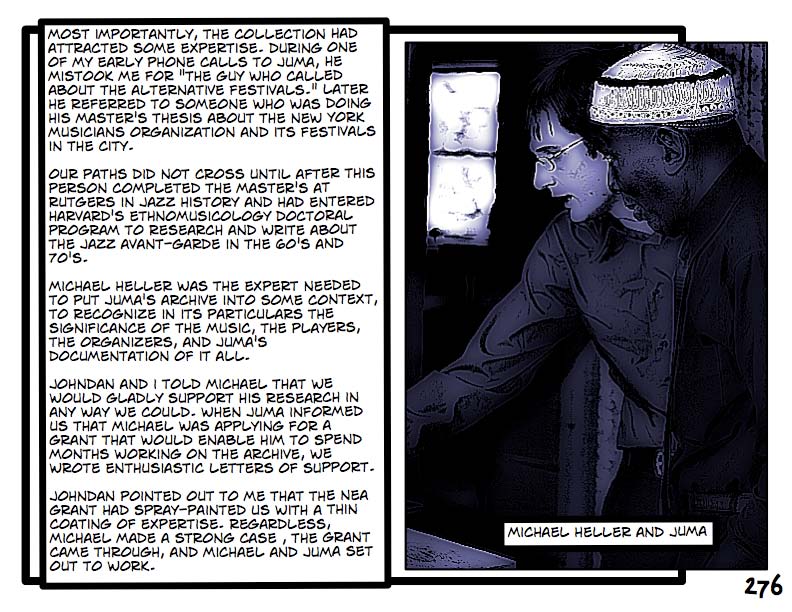 MOST IMPORTANTLY, THE COLLECTION HAD
ATTRACTED SOME EXPERTISE. DURING ONE
OF MY EARLY PHONE CALLS TO JUMA, HE
MISTOOK ME FOR "THE GUY WHO CALLED
ABOUT THE ALTERNATIVE FESTIVALS." LATER
HE REFERRED TO SOMEONE WHO WAS DOING
HIS MASTER'S THESIS ABOUT THE NEW YORK
MUSICIANS ORGANIZATION AND ITS FESTIVALS
IN THE CITY.
OUR PATHS DID NOT CROSS UNTIL AFTER THIS
PERSON COMPLETED THE MASTER'S AT
RUTGERS IN JAZZ HISTORY AND HAD ENTERED
HARVARD'S ETHNOMUSICOLOGY DOCTORAL
PROGRAM TO RESEARCH AND WRITE ABOUT
THE JAZZ AVANT-GARDE IN THE 60'S AND
70'S.
MICHAEL HELLER WAS THE EXPERT NEEDED
TO PUT JUMA'S ARCHIVE INTO SOME CONTEXT,
TO RECOGNIZE IN ITS PARTICULARS THE
SIGNIFICANCE OF THE MUSIC, THE PLAYERS,
THE ORGANIZERS, AND JUMA'S
DOCUMENTATION OF IT ALL.
JOHNDAN AND I TOLD MICHAEL THAT WE
WOULD GLADLY SUPPORT HIS RESEARCH IN
ANY WAY WE COULD. WHEN JUMA INFORMED
US THAT MICHAEL WAS APPLYING FOR A
GRANT THAT WOULD ENABLE HIM TO SPEND
MONTHS WORKING ON THE ARCHIVE, WE
WROTE ENTHUSIASTIC LETTERS OF SUPPORT.
JOHNDAN POINTED OUT TO ME THAT THE NEA
GRANT HAD SPRAY-PAINTED US WITH A THIN
COATING OF EXPERTISE. REGARDLESS,
MICHAEL MADE A STRONG CASE , THE GRANT
CAME THROUGH, AND MICHAEL AND JUMA SET
OUT TO WORK.
MICHAEL HELLER AND JUMA
276